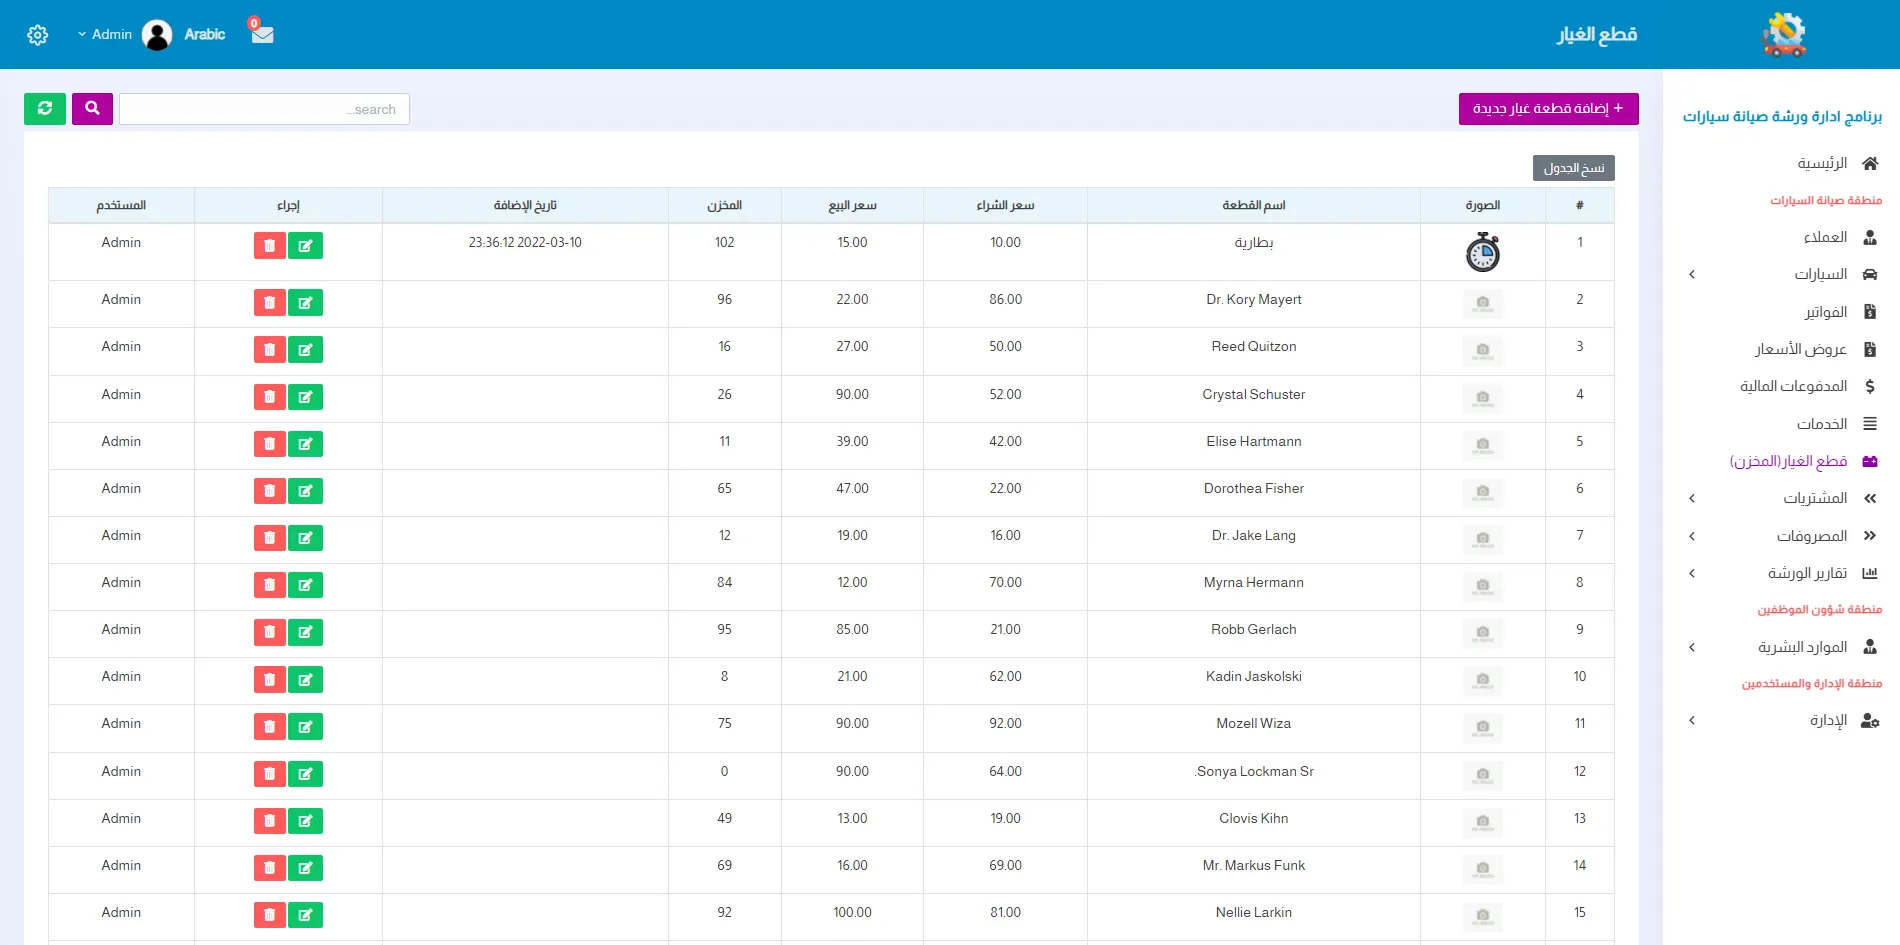 قطع الغيار
0
Arabic
Admin
برنامج ادارة ورشة صيانة سيارات
الرئيسية
منطقة صيانة السيارات
العملاء
السيارات
الفواتير
عروض الأسعار
المدفوعات المالية
الخدمات
قطع الغيار(المخزن)
المشتريات
المصروفات
تقارير الورشة
منطقة شؤون الموظفين
الموارد البشرية
منطقة الإدارة والمستخدمين
الإدارة
+ إضافة قطعة غيار جديدة
search...
نسخ الجدول
# الصورة اسم القطعة سعر الشراء سعر البيع المخزن تاريخ الإضافة إجراء المستخدم
1 بطارية 10.00 15.00 102 2022-03-10 23:36:12 Admin
2 Dr. Kory Mayert 86.00 22.00 96 Admin
3 Reed Quitzon 50.00 27.00 16 Admin
4 Crystal Schuster 52.00 90.00 26 Admin
5 Elise Hartmann 42.00 39.00 11 Admin
6 Dorothea Fisher 22.00 47.00 65 Admin
7 Dr. Jake Lang 16.00 19.00 12 Admin
8 Myrna Hermann 70.00 12.00 84 Admin
9 Robb Gerlach 21.00 85.00 95 Admin
10 Kadin Jaskolski 62.00 21.00 8 Admin
11 Mozell Wiza 92.00 90.00 75 Admin
12 Sonya Lockman Sr. 64.00 90.00 0 Admin
13 Clovis Kihn 19.00 13.00 49 Admin
14 Mr. Markus Funk 69.00 16.00 69 Admin
15 Nellie Larkin 81.00 100.00 92 Admin